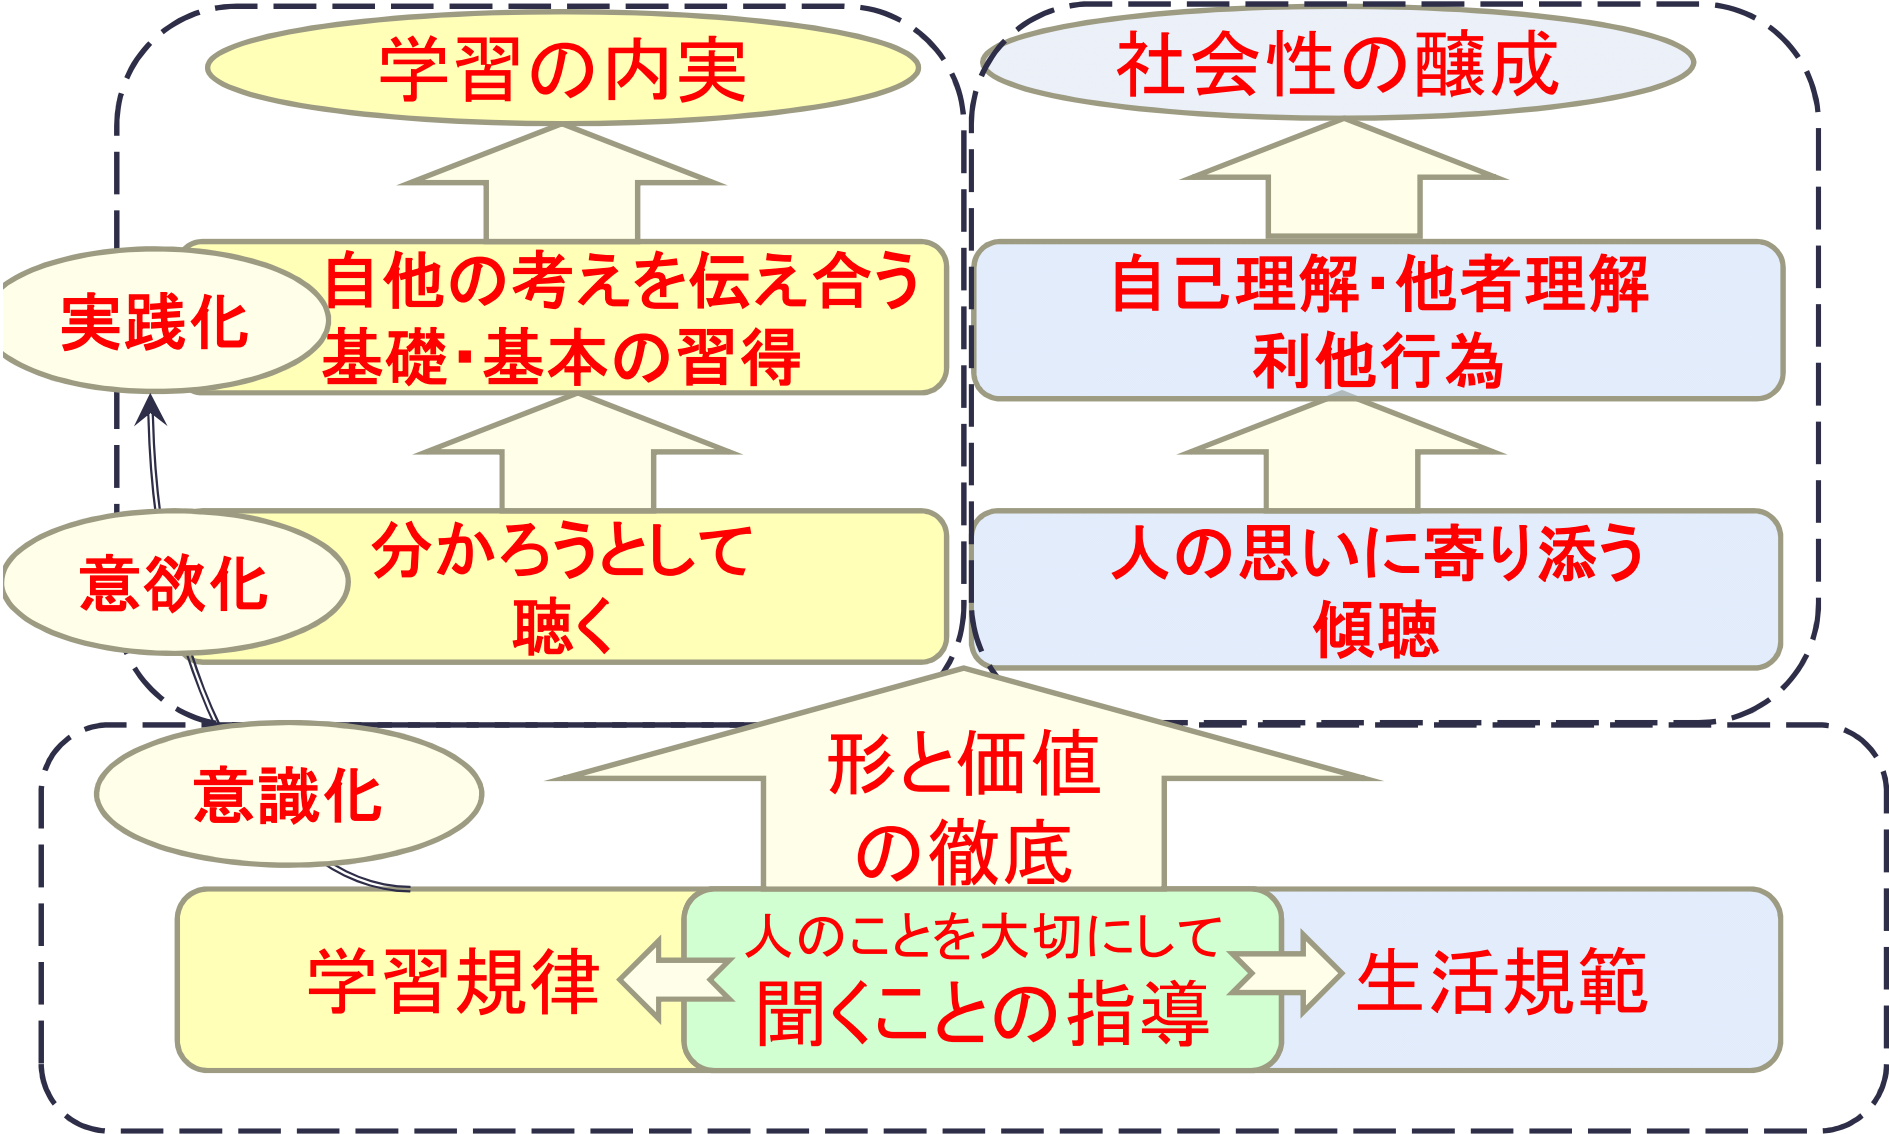 学習の内実
社会性の醸成
実践化
自他の考えを伝え合う
基礎・基本の習得
自己理解・他者理解
利他行為
意欲化
分かろうとして
聴く
人の思いに寄り添う
傾聴
意識化
形と価値
の徹底
学習規律
人のことを大切にして
聞くことの指導
生活規範